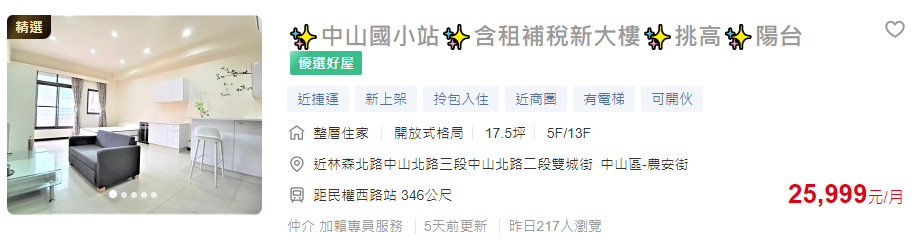 精選
✨中山國小站✨含租補稅新大樓✨挑高✨陽台
優選好屋
近捷運 新上架 拎包入住 近商圈 有電梯 可開伙
整層住家 開放式格局 17.5坪 5F/13F
近林森北路中山北路三段中山北路二段雙城街 中山區-農安街
距民權西路站 346公尺
25,999元/月
仲介 加賴專員服務 5天前更新 昨日217人瀏覽